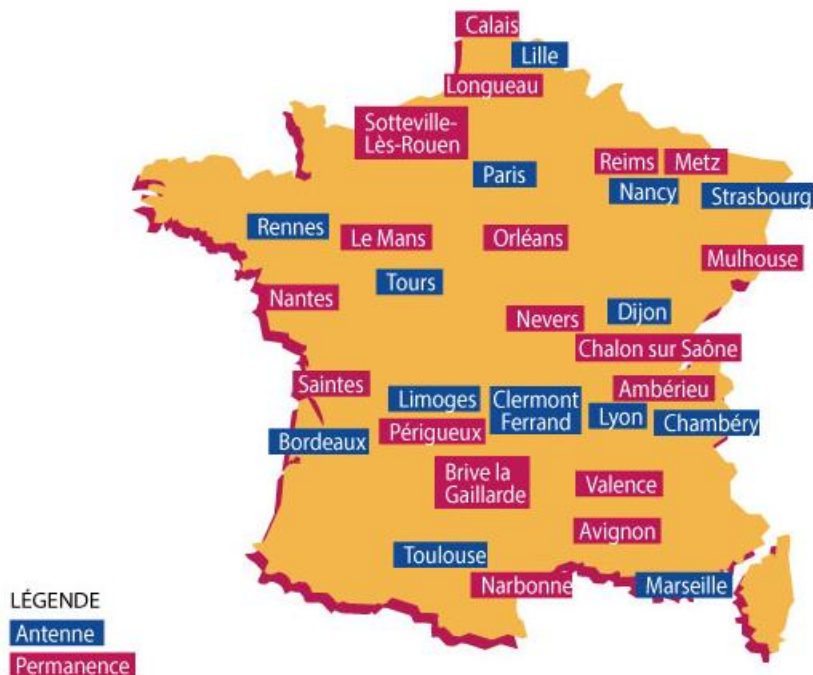 Calais
Lille
Longueau
Sotteville-
Lès-Rouen
Paris
Reims
Metz
Nancy
Strasbourg
Rennes
Le Mans
Orléans
Mulhouse
Tours
Nantes
Nevers
Dijon
Chalon sur Saône
Saintes
Limoges
Clermont
Ferrand
Ambérieu
Lyon
Chambéry
Bordeaux
Périgueux
Brive la
Gaillarde
Valence
Avignon
Toulouse
Narbonne
Marseille
LÉGENDE
Antenne
Permanence